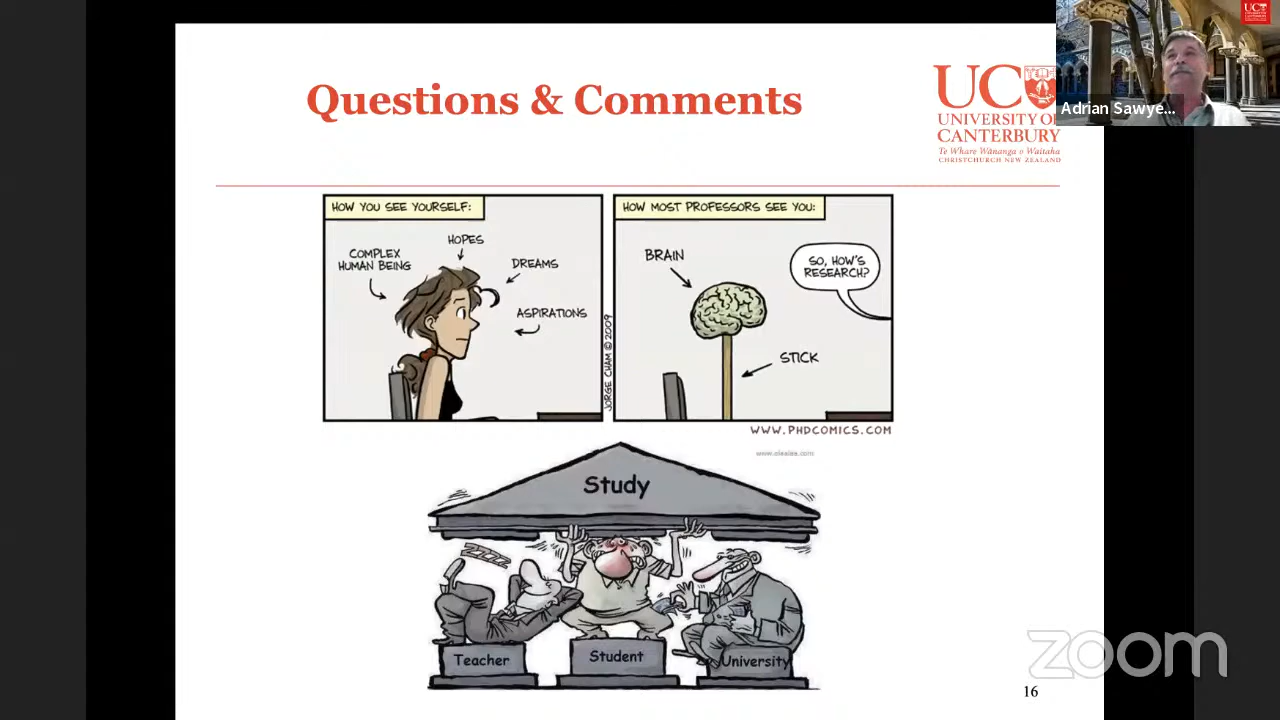 Questions & Comments
UC
UNIVERSITY OF
CANTERBURY
Te Whare Wānanga o Waitaha
CHRISTCHURCH NEW ZEALAND
UC
Adrian Sawye...
HOW YOU SEE YOURSELF:
COMPLEX
HUMAN BEING
HOPES
DREAMS
ASPIRATIONS
JORGE CHAM © 2009
HOW MOST PROFESSORS SEE YOU:
BRAIN
SO, HOW'S
RESEARCH?
STICK
WWW.PHDCOMICS.COM
Study
Teacher
Student
University
zoom
16